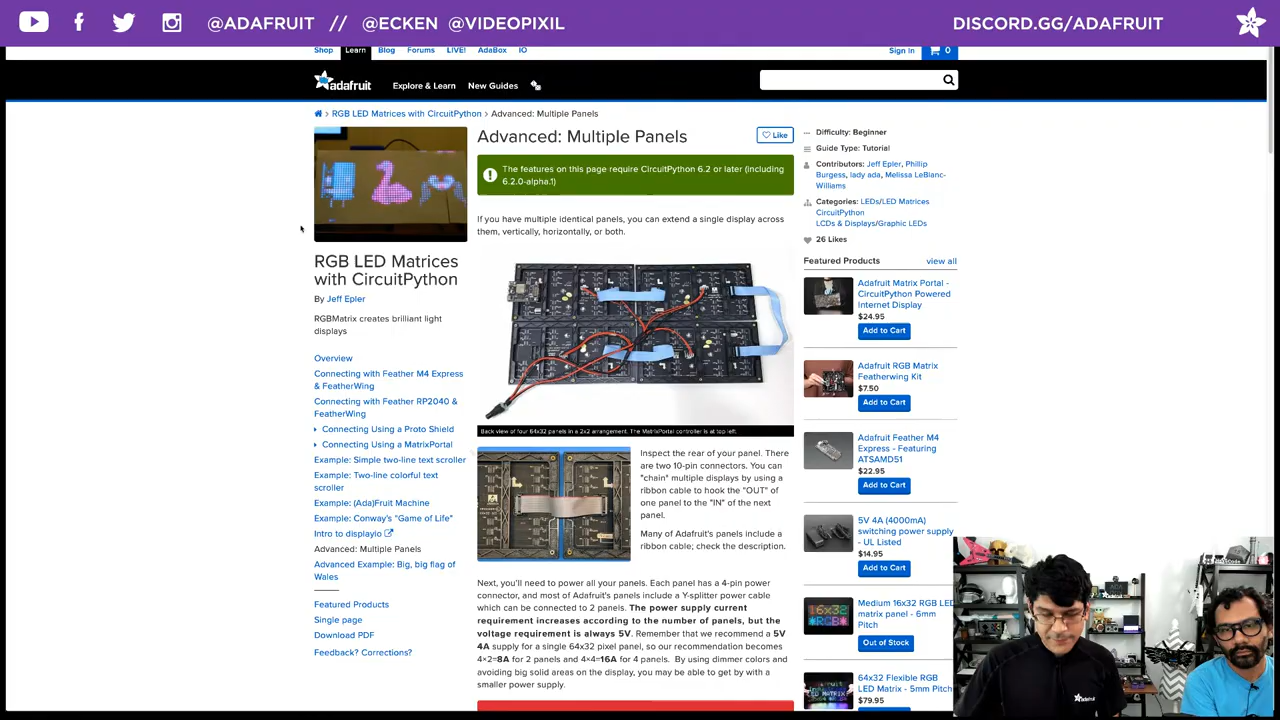 @ADAFRUIT // @ECKEN @VIDEOPIXIL
DISCORD.GG/ADAFRUIT
Shop Learn Blog Forums LIVE! AdaBox IO
Sign In 0
adafruit Explore & Learn New Guides
RGB LED Matrices with CircuitPython > Advanced: Multiple Panels
RGB LED Matrices
with CircuitPython
By Jeff Epler
RGBMatrix creates brilliant light
displays
Overview
Connecting with Feather M4 Express
& FeatherWing
Connecting with Feather RP2040 &
FeatherWing
Connecting Using a Proto Shield
Connecting Using a MatrixPortal
Example: Simple two-line text scroller
Example: Two-line colorful text
scroller
Example: (Ada)Fruit Machine
Example: Conway's "Game of Life"
Intro to displayio
Advanced: Multiple Panels
Advanced Example: Big, big flag of
Wales
Featured Products
Single page
Download PDF
Feedback? Corrections?
Advanced: Multiple Panels
Like
The features on this page require CircuitPython 6.2 or later (including
6.2.0-alpha.1)
If you have multiple identical panels, you can extend a single display across
them, vertically, horizontally, or both.
Back view of four 64x32 panels in a 2x2 arrangement. The MatrixPortal controller is at top left.
Inspect the rear of your panel. There
are two 10-pin connectors. You can
"chain" multiple displays by using a
ribbon cable to hook the "OUT" of
one panel to the "IN" of the next
panel.
Many of Adafruit's panels include a
ribbon cable; check the description.
Next, you'll need to power all your panels. Each panel has a 4-pin power
connector, and most of Adafruit's panels include a Y-splitter power cable
which can be connected to 2 panels. The power supply current
requirement increases according to the number of panels, but the
voltage requirement is always 5V. Remember that we recommend a 5V
4A supply for a single 64x32 pixel panel, so our recommendation becomes
4×2=8A for 2 panels and 4×4=16A for 4 panels. By using dimmer colors and
avoiding big solid areas on the display, you may be able to get by with a
smaller power supply.
Difficulty: Beginner
Guide Type: Tutorial
Contributors: Jeff Epler, Phillip
Burgess, lady ada, Melissa LeBlanc-
Williams
Categories: LEDs/LED Matrices
CircuitPython
LCDs & Displays/Graphic LEDs
26 Likes
Featured Products view all
Adafruit Matrix Portal -
CircuitPython Powered
Internet Display
$24.95
Add to Cart
Adafruit RGB Matrix
Featherwing Kit
$7.50
Add to Cart
Adafruit Feather M4
Express - Featuring
ATSAMD51
$22.95
Add to Cart
5V 4A (4000mA)
switching power supply
- UL Listed
$14.95
Add to Cart
16x32
*RGB*
Medium 16x32 RGB LED
matrix panel - 6mm
Pitch
Out of Stock
64x32 Flexible RGB
LED Matrix - 5mm Pitch
$79.95
adafruit